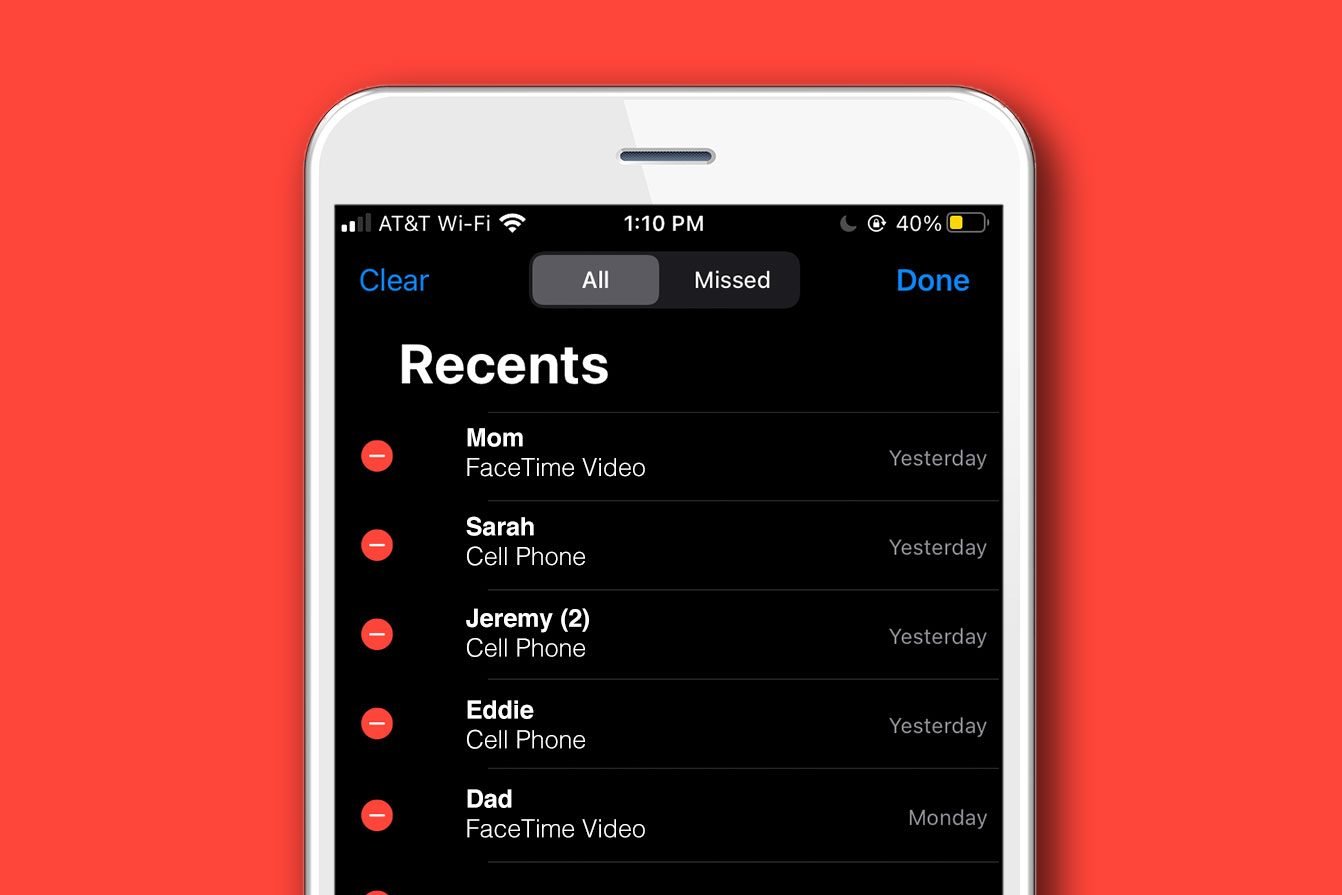 AT&T Wi-Fi 1:10 PM 40%
Clear All Missed Done
Recents
Mom
FaceTime Video Yesterday
Sarah
Cell Phone Yesterday
Jeremy (2)
Cell Phone Yesterday
Eddie
Cell Phone Yesterday
Dad
FaceTime Video Monday